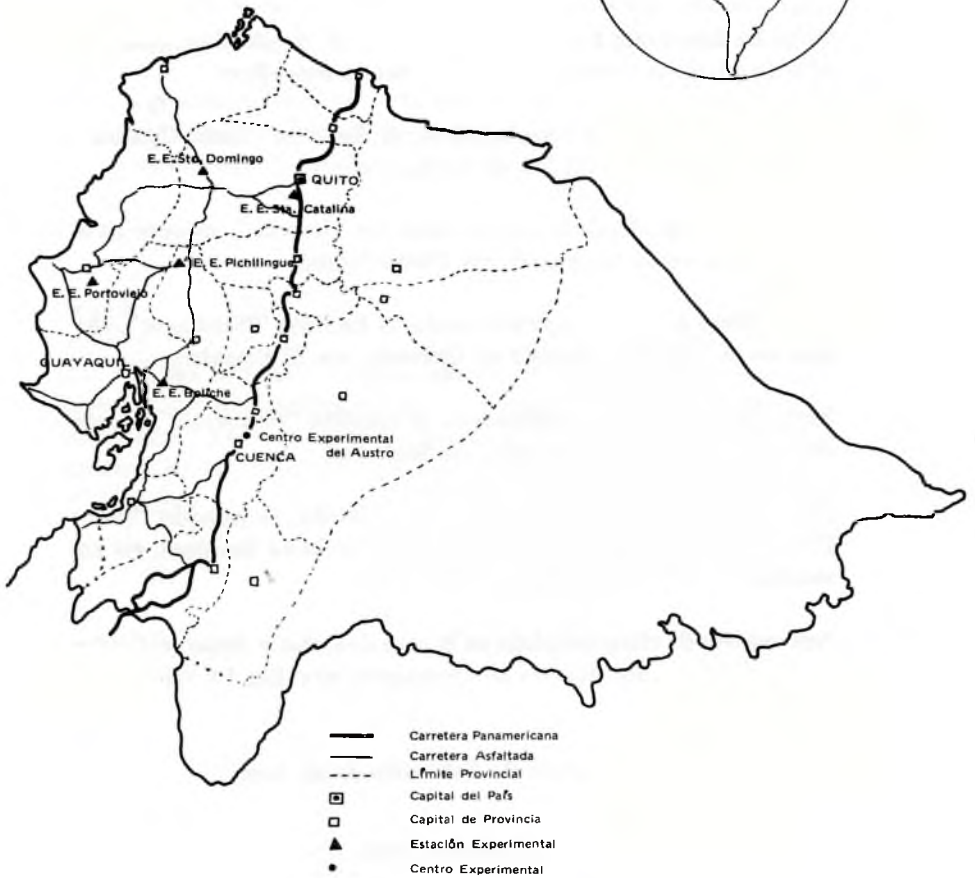 E. E. Sto. Domingo
QUITO
E. E. Sta. Catalina
E. E. Pichilingue
E. E. Portoviejo
GUAYAQUIL
E. E. Boliche
Centro Experimental
del Austro
CUENCA
Carretera Panamericana
Carretera Asfaltada
Límite Provincial
Capital del País
Capital de Provincia
Estación Experimental
Centro Experimental